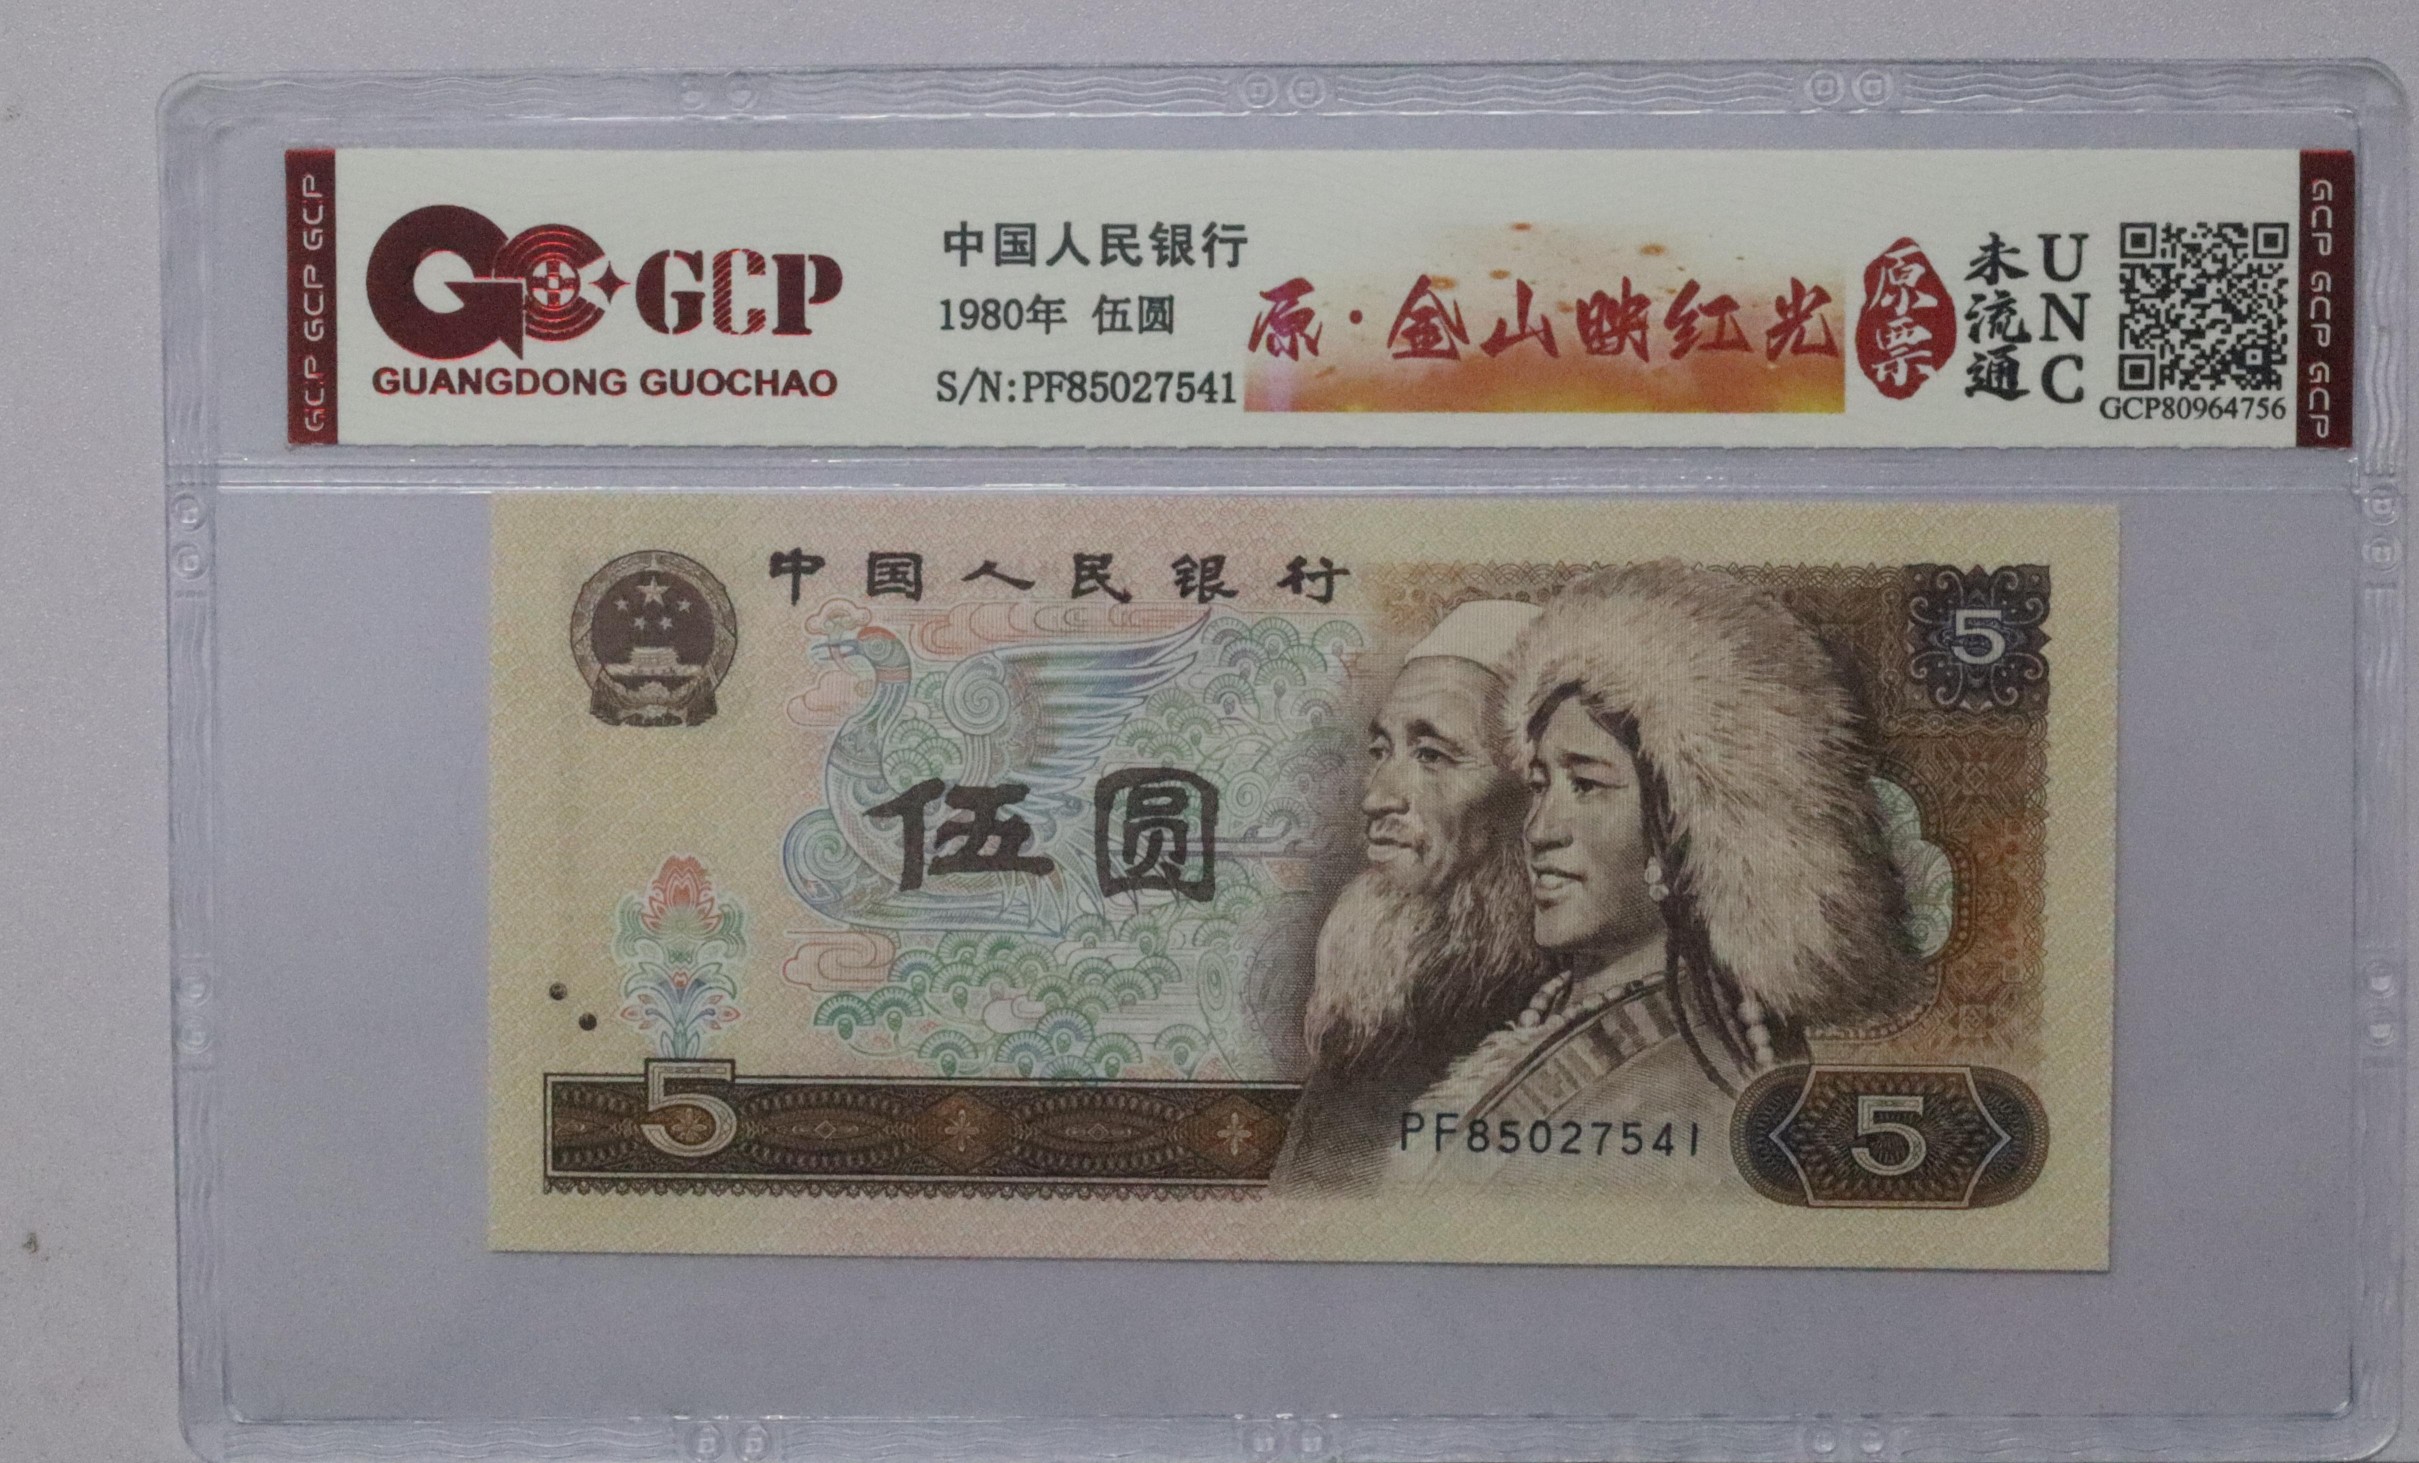 GCP GCP GCP
GCP
GUANGDONG GUOCHAO
中国人民银行
1980年 伍圆
S/N:PF85027541
原·金山映红光
原票
未流通
UNC
GCP80964756
GCP GCP GCP
中国人民银行
5
伍圆
5
PF85027541
5